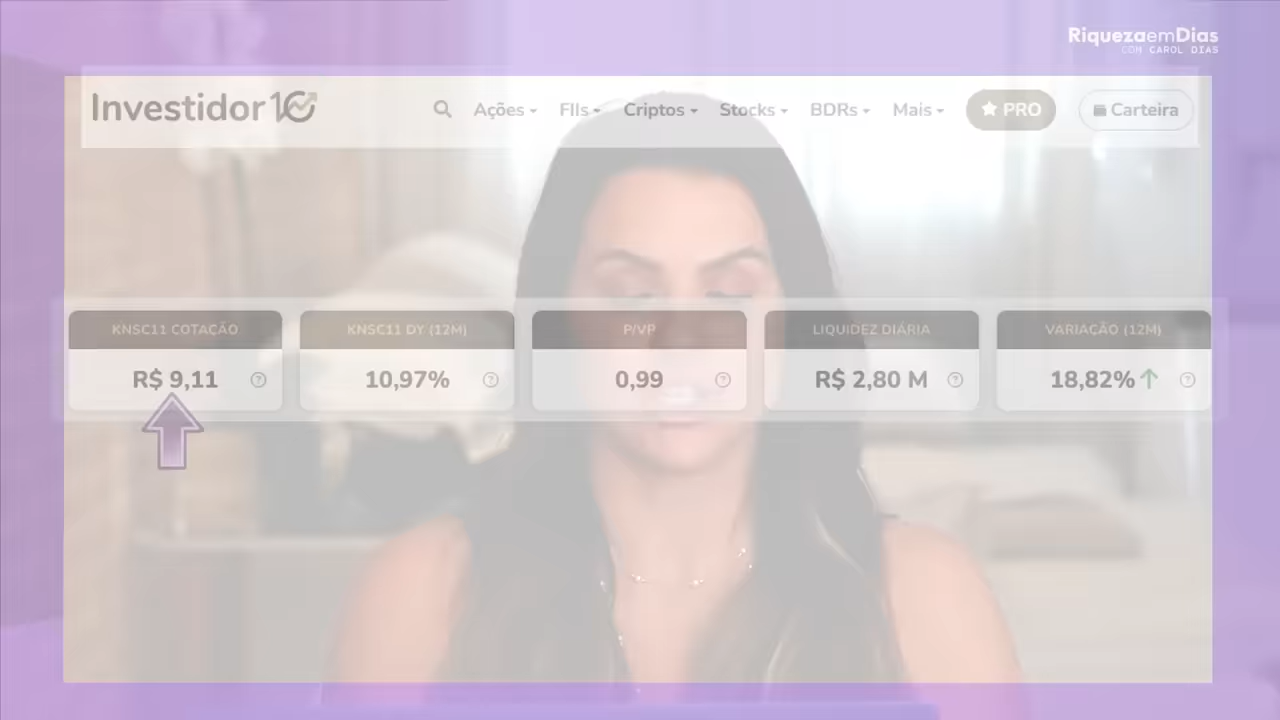 RiquezaemDias
COM CAROL DIAS
Investidor10
Ações
FIIs
Criptos
Stocks
BDRs
Mais
PRO
Carteira
KNSC11 COTAÇÃO
KNSC11 DY (12M)
P/VP
LIQUIDEZ DIÁRIA
VARIAÇÃO (12M)
R$ 9,11
10,97%
0,99
R$ 2,80 M
18,82%